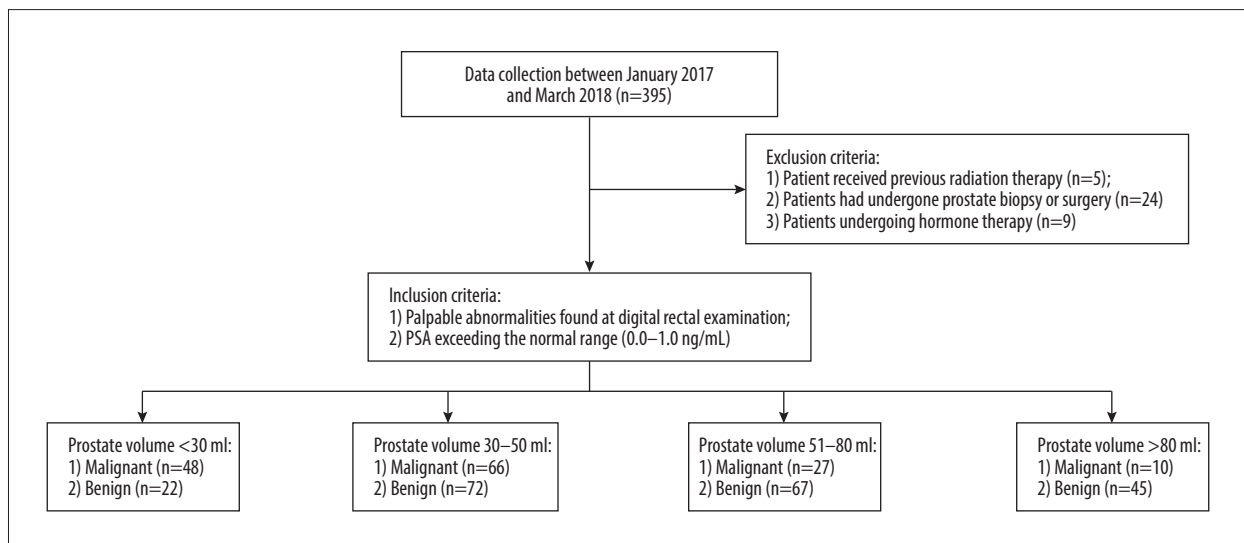 Data collection between January 2017
and March 2018 (n=395)
Exclusion criteria:
1) Patient received previous radiation therapy (n=5);
2) Patients had undergone prostate biopsy or surgery (n=24)
3) Patients undergoing hormone therapy (n=9)
Inclusion criteria:
1) Palpable abnormalities found at digital rectal examination;
2) PSA exceeding the normal range (0.0–1.0 ng/mL)
Prostate volume <30 ml:
1) Malignant (n=48)
2) Benign (n=22)
Prostate volume 30–50 ml:
1) Malignant (n=66)
2) Benign (n=72)
Prostate volume 51–80 ml:
1) Malignant (n=27)
2) Benign (n=67)
Prostate volume >80 ml:
1) Malignant (n=10)
2) Benign (n=45)